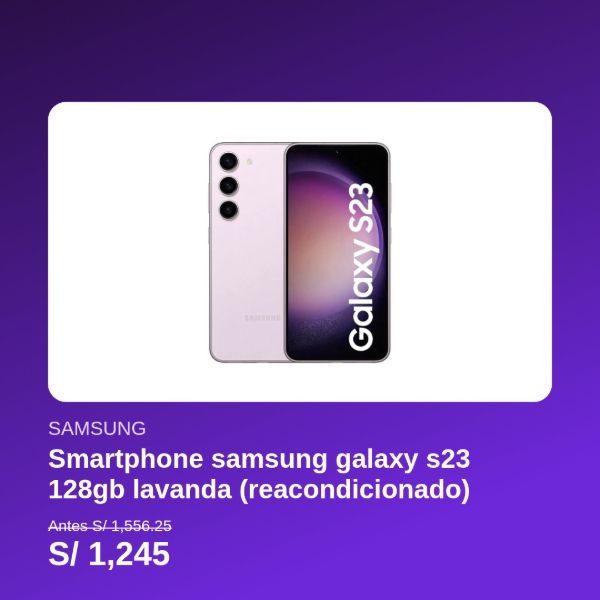 Galaxy S23
SAMSUNG
SAMSUNG
Smartphone samsung galaxy s23
128gb lavanda (reacondicionado)
Antes S/ 1,556.25
S/ 1,245